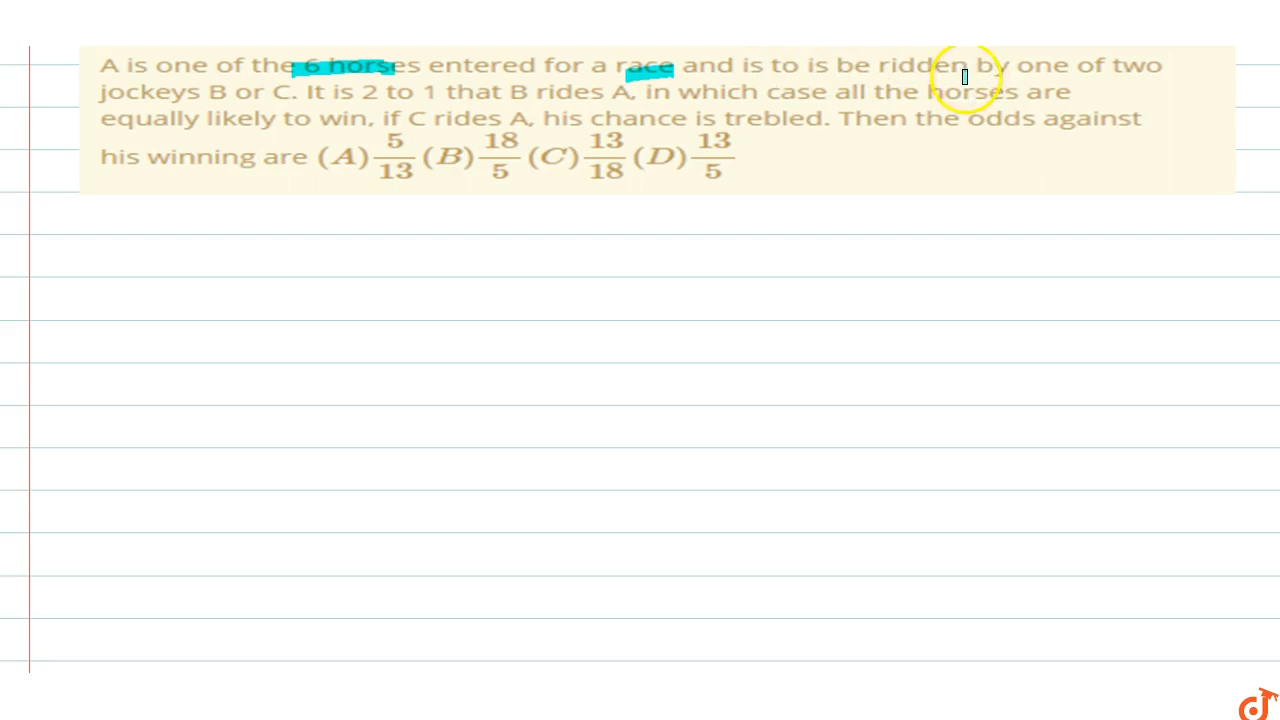 A is one of the 6 horses entered for a race and is to is be ridden by one of two
jockeys B or C. It is 2 to 1 that B rides A, in which case all the horses are
equally likely to win, if C rides A, his chance is trebled. Then the odds against
his winning are (A) 5/13 (B) 18/5 (C) 13/18 (D) 13/5